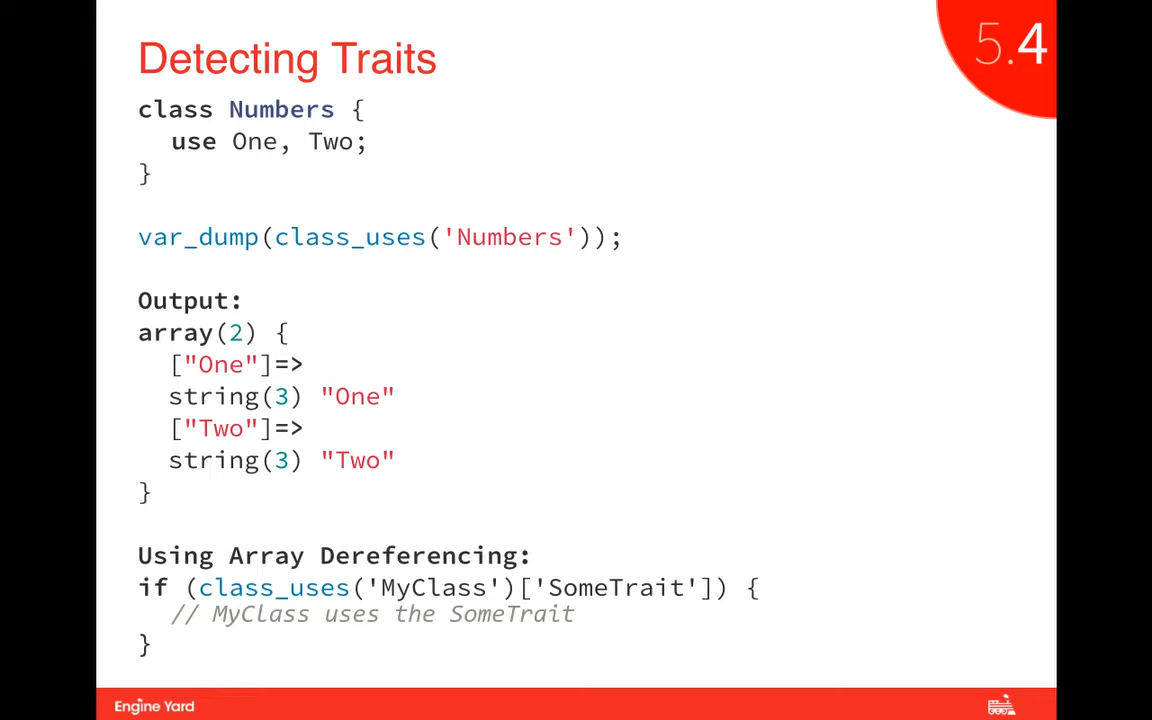 Detecting Traits
5.4
class Numbers {
  use One, Two;
}
var_dump(class_uses('Numbers'));
Output:
array(2) {
  ["One"]=>
  string(3) "One"
  ["Two"]=>
  string(3) "Two"
}
Using Array Dereferencing:
if (class_uses('MyClass')['SomeTrait']) {
  // MyClass uses the SomeTrait
}
Engine Yard